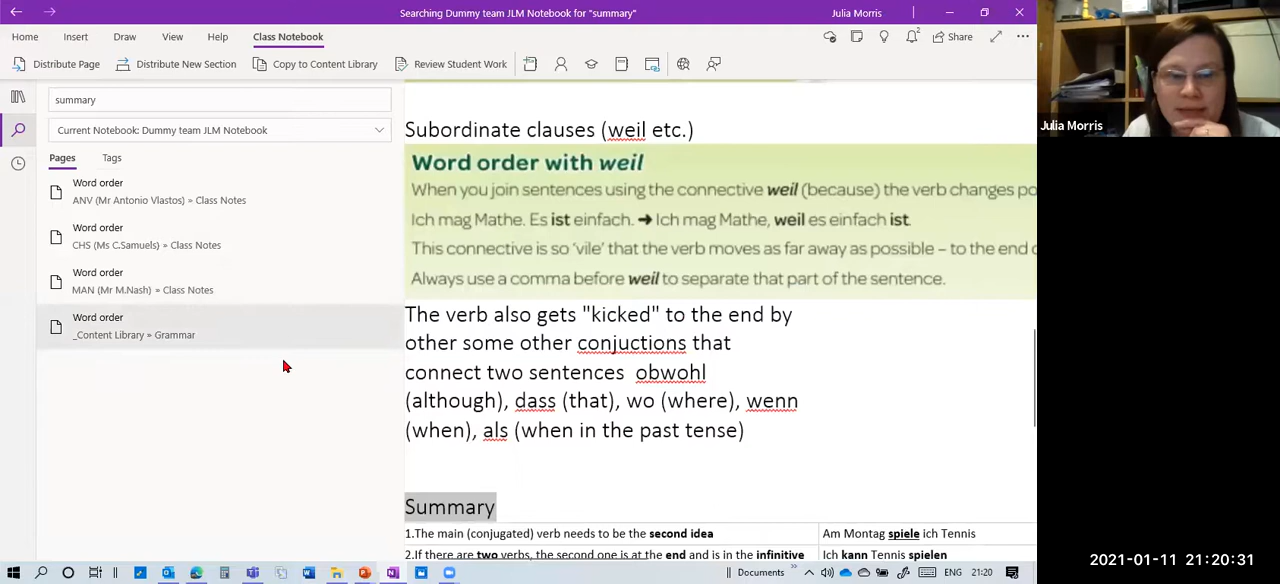 Searching Dummy team JLM Notebook for "summary"
Julia Morris
Home Insert Draw View Help Class Notebook
Share
Distribute Page Distribute New Section Copy to Content Library Review Student Work
summary
Current Notebook: Dummy team JLM Notebook
Pages Tags
Word order
ANV (Mr Antonio Vlastos) » Class Notes
Word order
CHS (Ms C.Samuels) » Class Notes
Word order
MAN (Mr M.Nash) » Class Notes
Word order
_Content Library » Grammar
Subordinate clauses (weil etc.)
Word order with weil
When you join sentences using the connective weil (because) the verb changes po
Ich mag Mathe. Es ist einfach. → Ich mag Mathe, weil es einfach ist.
This connective is so 'vile' that the verb moves as far away as possible – to the end o
Always use a comma before weil to separate that part of the sentence.
The verb also gets "kicked" to the end by
other some other conjuctions that
connect two sentences obwohl
(although), dass (that), wo (where), wenn
(when), als (when in the past tense)
Summary
1.The main (conjugated) verb needs to be the second idea
Am Montag spiele ich Tennis
2.If there are two verbs, the second one is at the end and is in the infinitive
Ich kann Tennis spielen
Julia Morris
Documents
ENG 21:20
2021-01-11 21:20:31